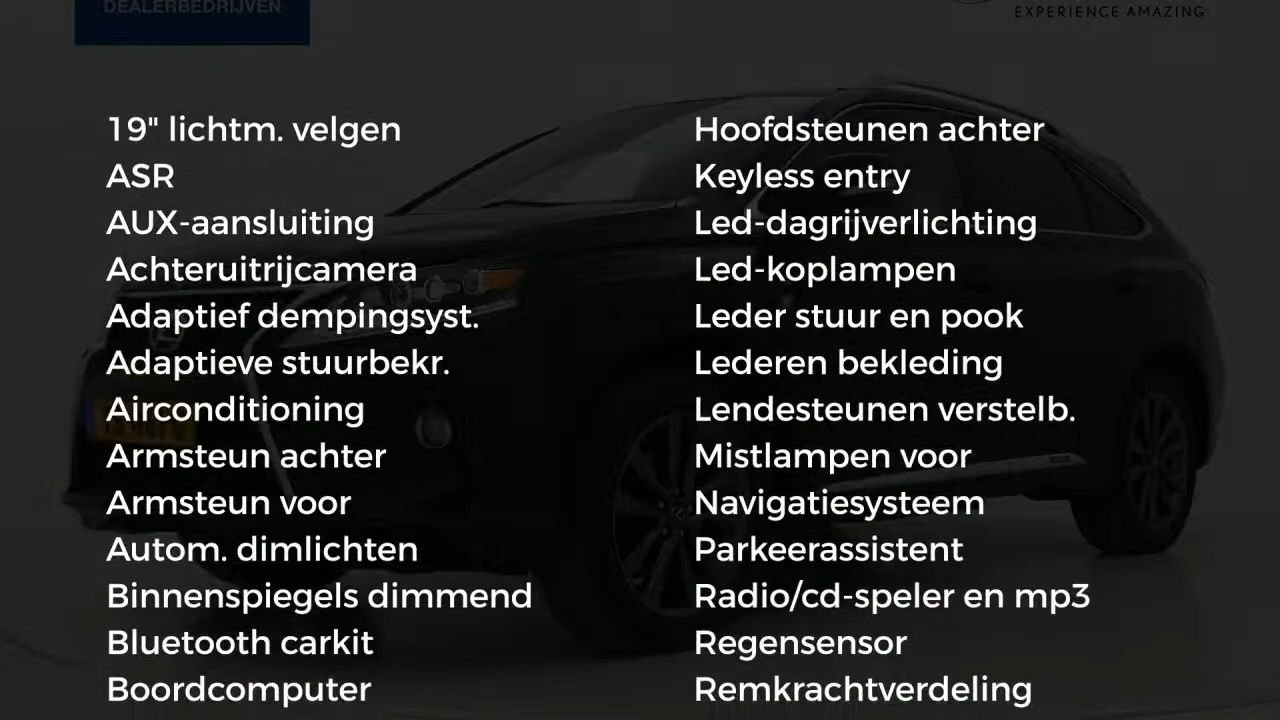 DEALERBEDRIJVEN
EXPERIENCE AMAZING
19" lichtm. velgen
ASR
AUX-aansluiting
Achteruitrijcamera
Adaptief dempingsyst.
Adaptieve stuurbekr.
Airconditioning
Armsteun achter
Armsteun voor
Autom. dimlichten
Binnenspiegels dimmend
Bluetooth carkit
Boordcomputer
Hoofdsteunen achter
Keyless entry
Led-dagrijverlichting
Led-koplampen
Leder stuur en pook
Lederen bekleding
Lendesteunen verstelb.
Mistlampen voor
Navigatiesysteem
Parkeerassistent
Radio/cd-speler en mp3
Regensensor
Remkrachtverdeling